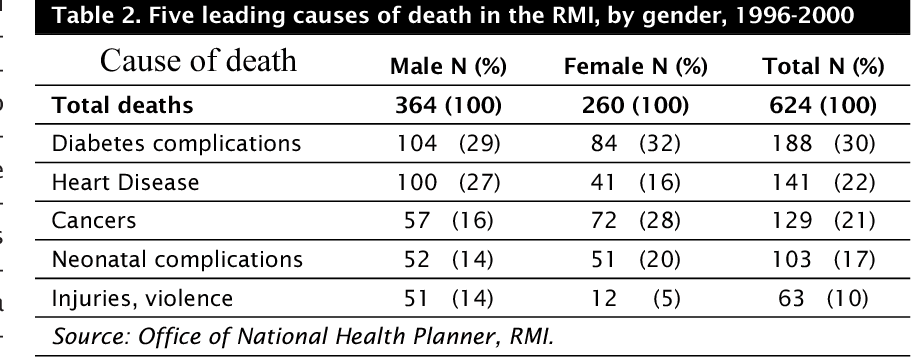 Table 2. Five leading causes of death in the RMI, by gender, 1996-2000
Cause of death Male N (%) Female N (%) Total N (%)
Total deaths 364 (100) 260 (100) 624 (100)
Diabetes complications 104 (29) 84 (32) 188 (30)
Heart Disease 100 (27) 41 (16) 141 (22)
Cancers 57 (16) 72 (28) 129 (21)
Neonatal complications 52 (14) 51 (20) 103 (17)
Injuries, violence 51 (14) 12 (5) 63 (10)
Source: Office of National Health Planner, RMI.